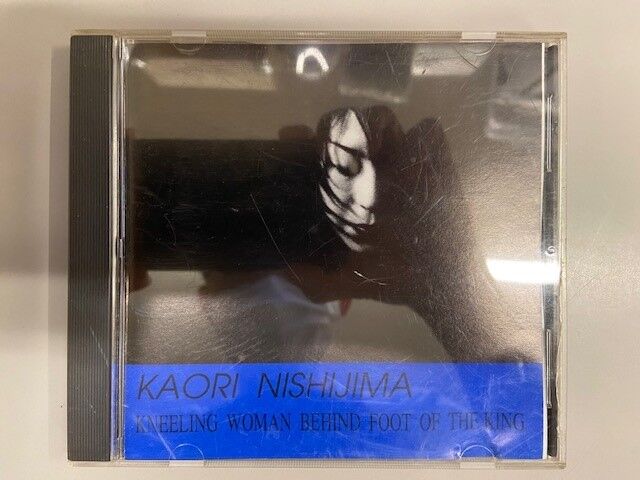 KAORI NISHIJIMA
KNEELING WOMAN BEHIND FOOT OF THE KING